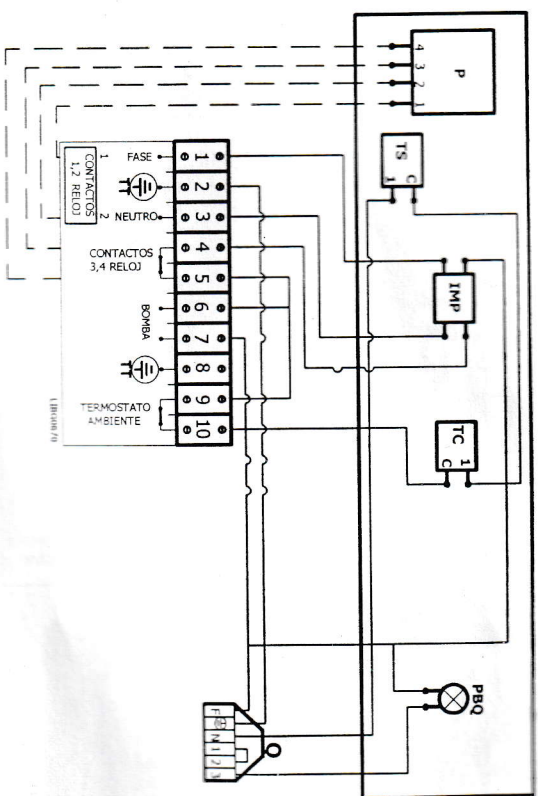 P
4
3
2
1
TS
C
1
IMP
TC
1
C
PBQ
CONTACTOS
1,2 RELOJ
1
2
FASE
NEUTRO
CONTACTOS
3,4 RELOJ
BOMBA
TERMOSTATO
AMBIENTE
1
2
3
4
5
6
7
8
9
10
Q
F
N
1
2
3